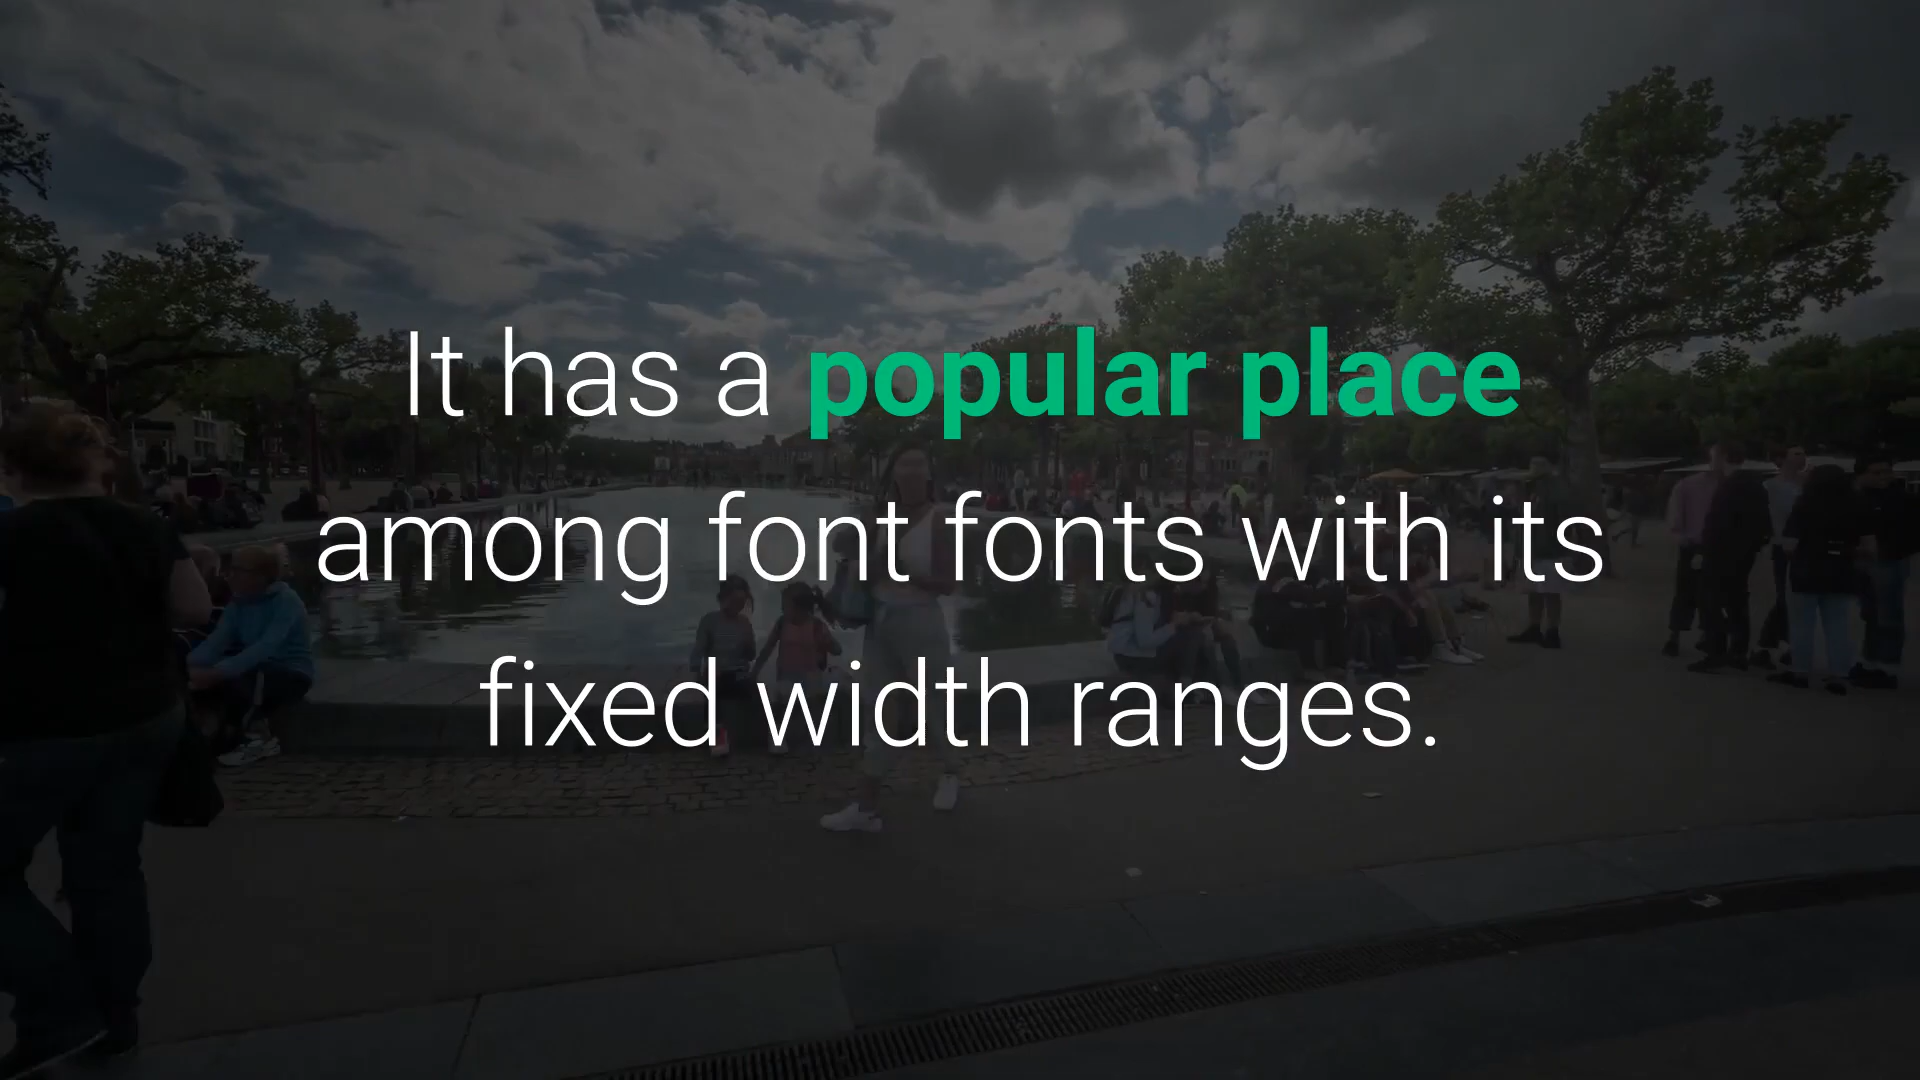 It has a popular place
among font fonts with its
fixed width ranges.